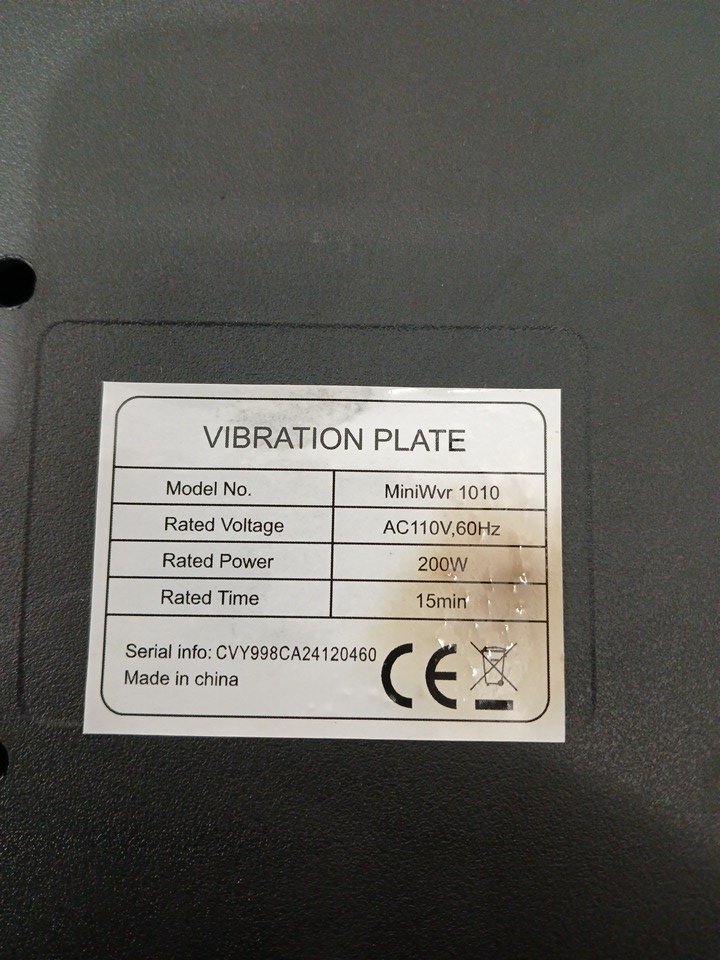 VIBRATION PLATE
Model No. MiniWvr 1010
Rated Voltage AC110V,60Hz
Rated Power 200W
Rated Time 15min
Serial info: CVY998CA24120460
Made in china
CE